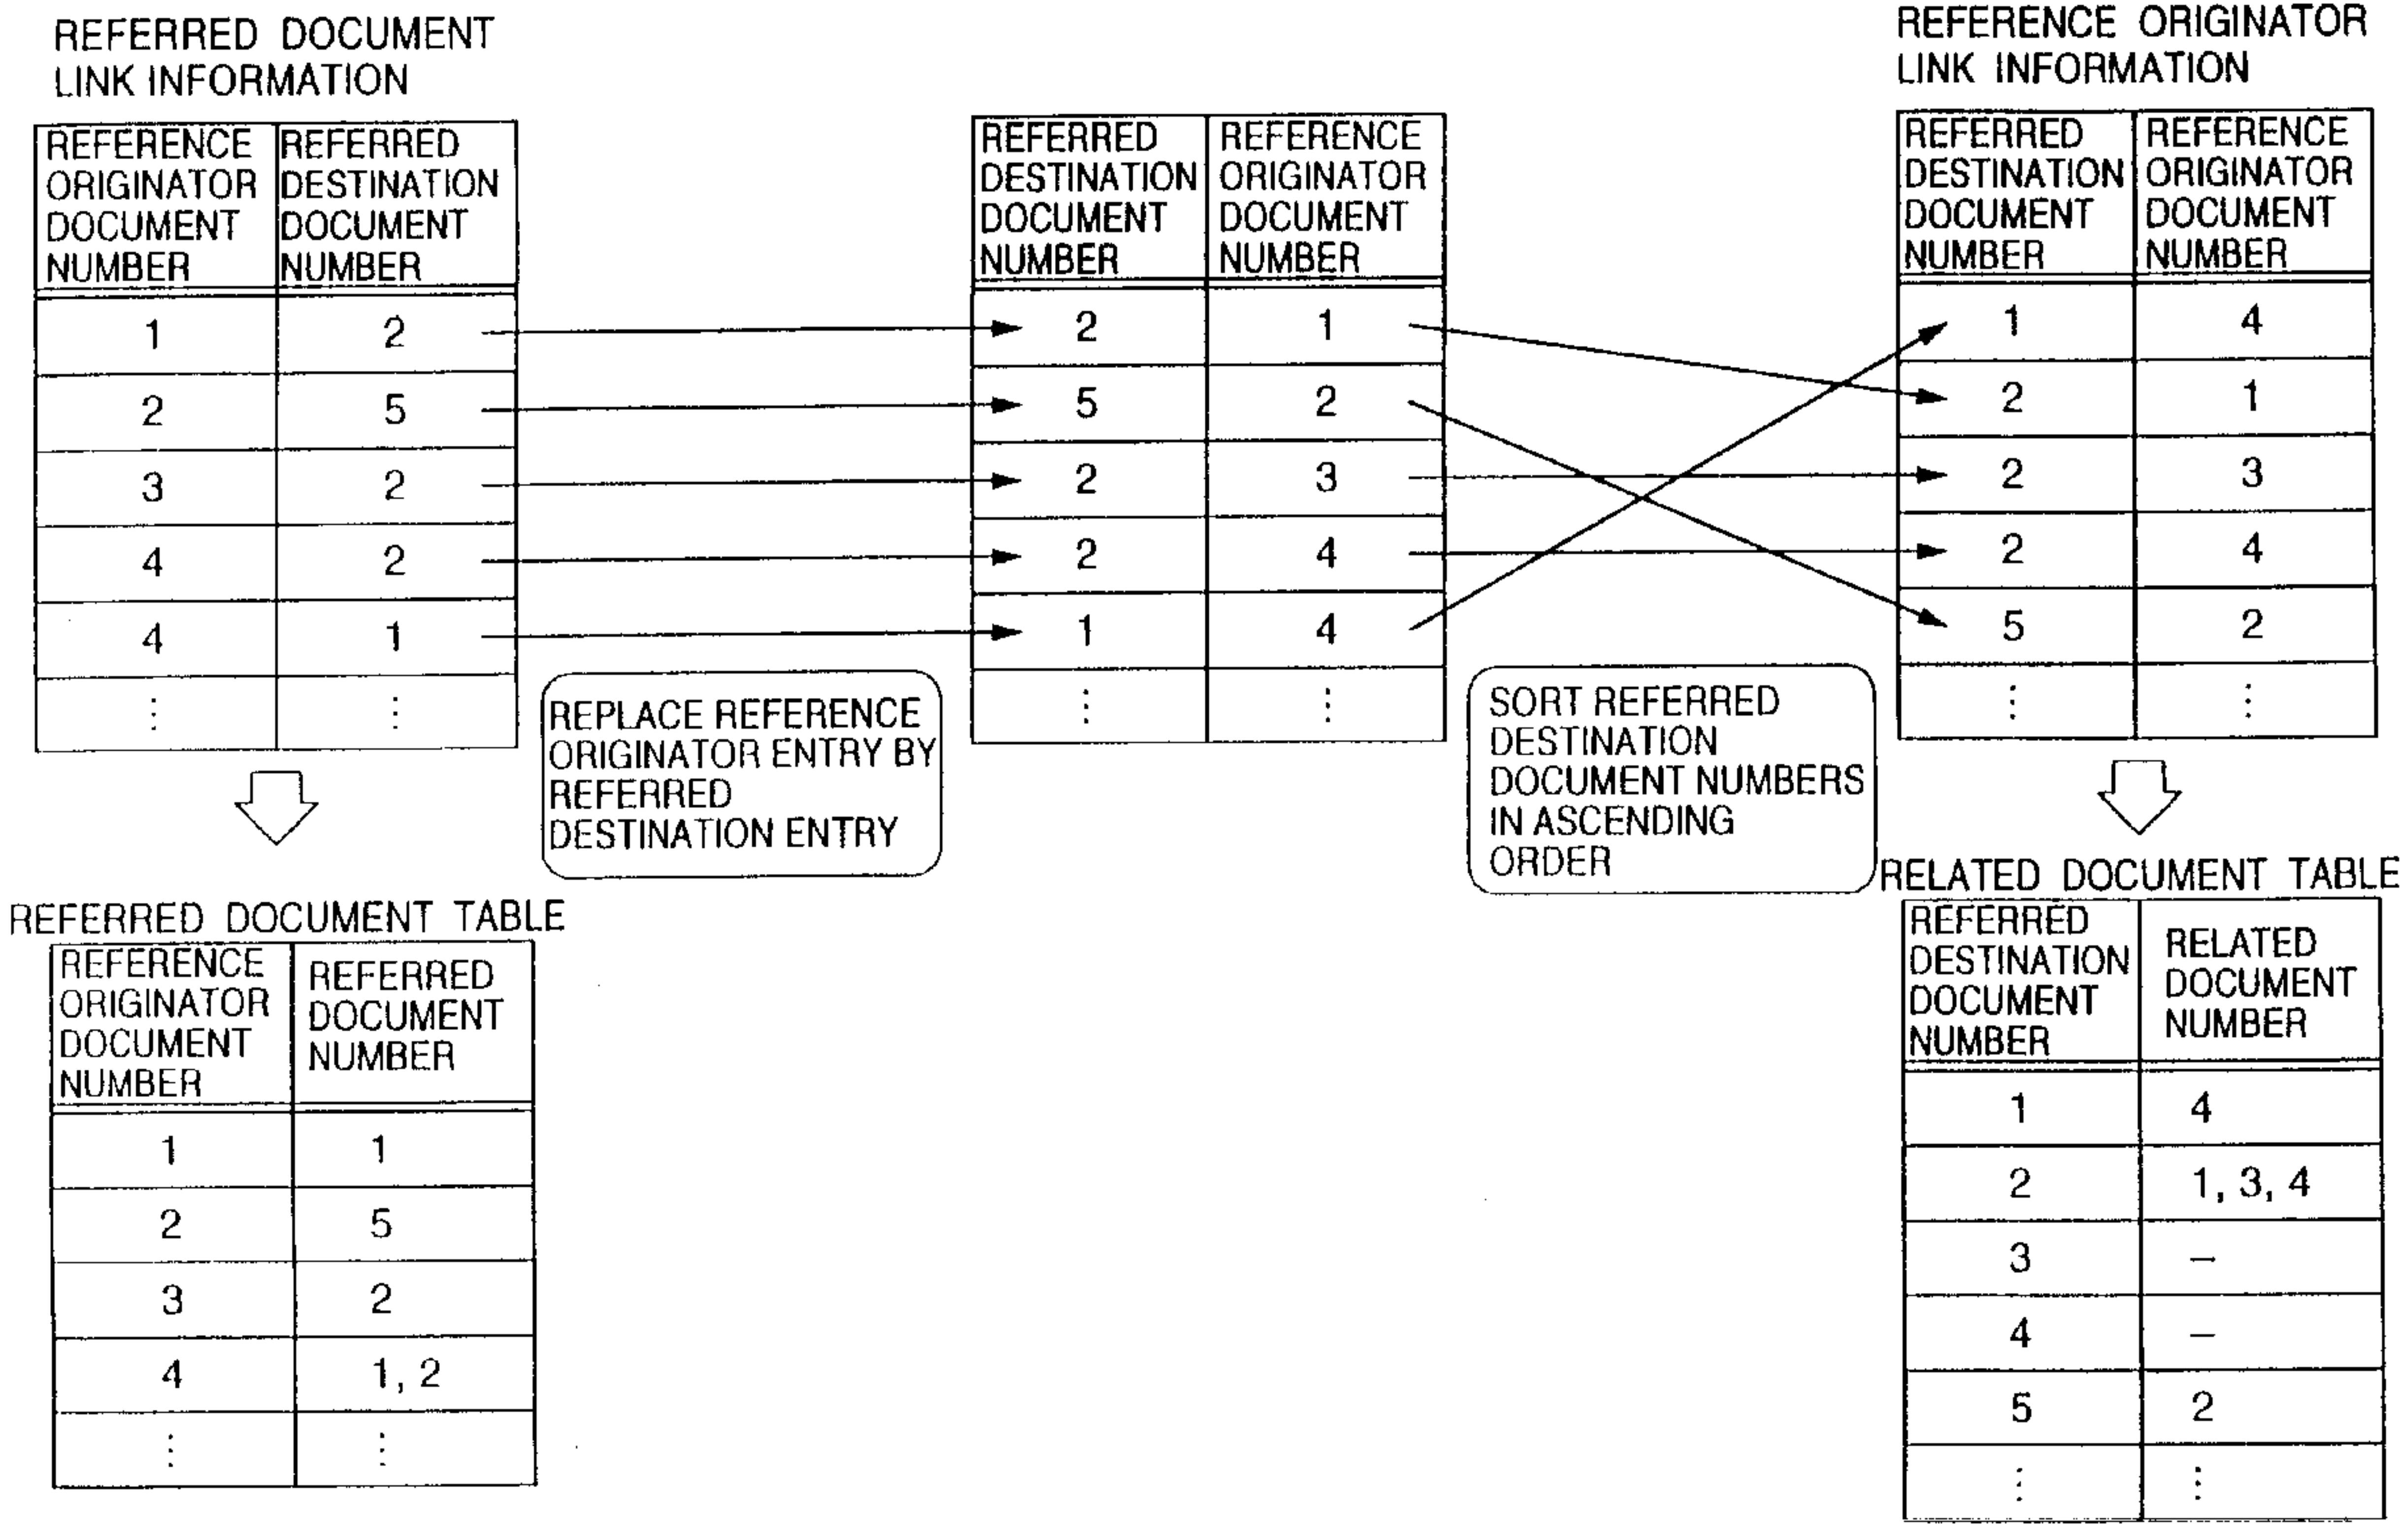 REFERRED DOCUMENT
LINK INFORMATION
REFERENCE ORIGINATOR DOCUMENT NUMBER
REFERRED DESTINATION DOCUMENT NUMBER
1 2
2 5
3 2
4 2
4 1
⋮ ⋮
REPLACE REFERENCE
ORIGINATOR ENTRY BY
REFERRED
DESTINATION ENTRY
REFERRED DESTINATION DOCUMENT NUMBER
REFERENCE ORIGINATOR DOCUMENT NUMBER
2 1
5 2
2 3
2 4
1 4
⋮ ⋮
SORT REFERRED
DESTINATION
DOCUMENT NUMBERS
IN ASCENDING
ORDER
REFERENCE ORIGINATOR
LINK INFORMATION
REFERRED DESTINATION DOCUMENT NUMBER
REFERENCE ORIGINATOR DOCUMENT NUMBER
1 4
2 1
2 3
2 4
5 2
⋮ ⋮
REFERRED DOCUMENT TABLE
REFERENCE ORIGINATOR DOCUMENT NUMBER
REFERRED DOCUMENT NUMBER
1 1
2 5
3 2
4 1, 2
⋮ ⋮
RELATED DOCUMENT TABLE
REFERRED DESTINATION DOCUMENT NUMBER
RELATED DOCUMENT NUMBER
1 4
2 1, 3, 4
3 –
4 –
5 2
⋮ ⋮